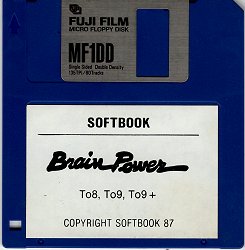 FUJI FILM
MICRO FLOPPY DISK
MF1DD
Single Sided Double Density
135TPI/80Tracks
SOFTBOOK
Brain Power
To8, To9, To9+
COPYRIGHT SOFTBOOK 87